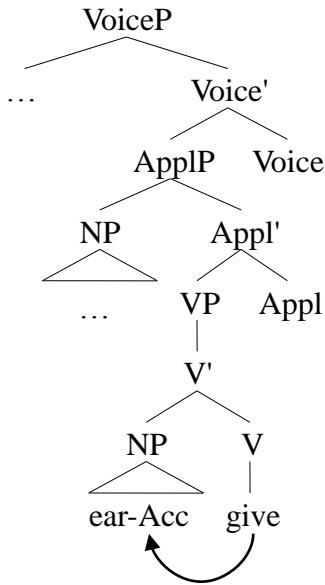 VoiceP
… Voice'
ApplP Voice
NP Appl'
… VP Appl
V'
NP V
ear-Acc give